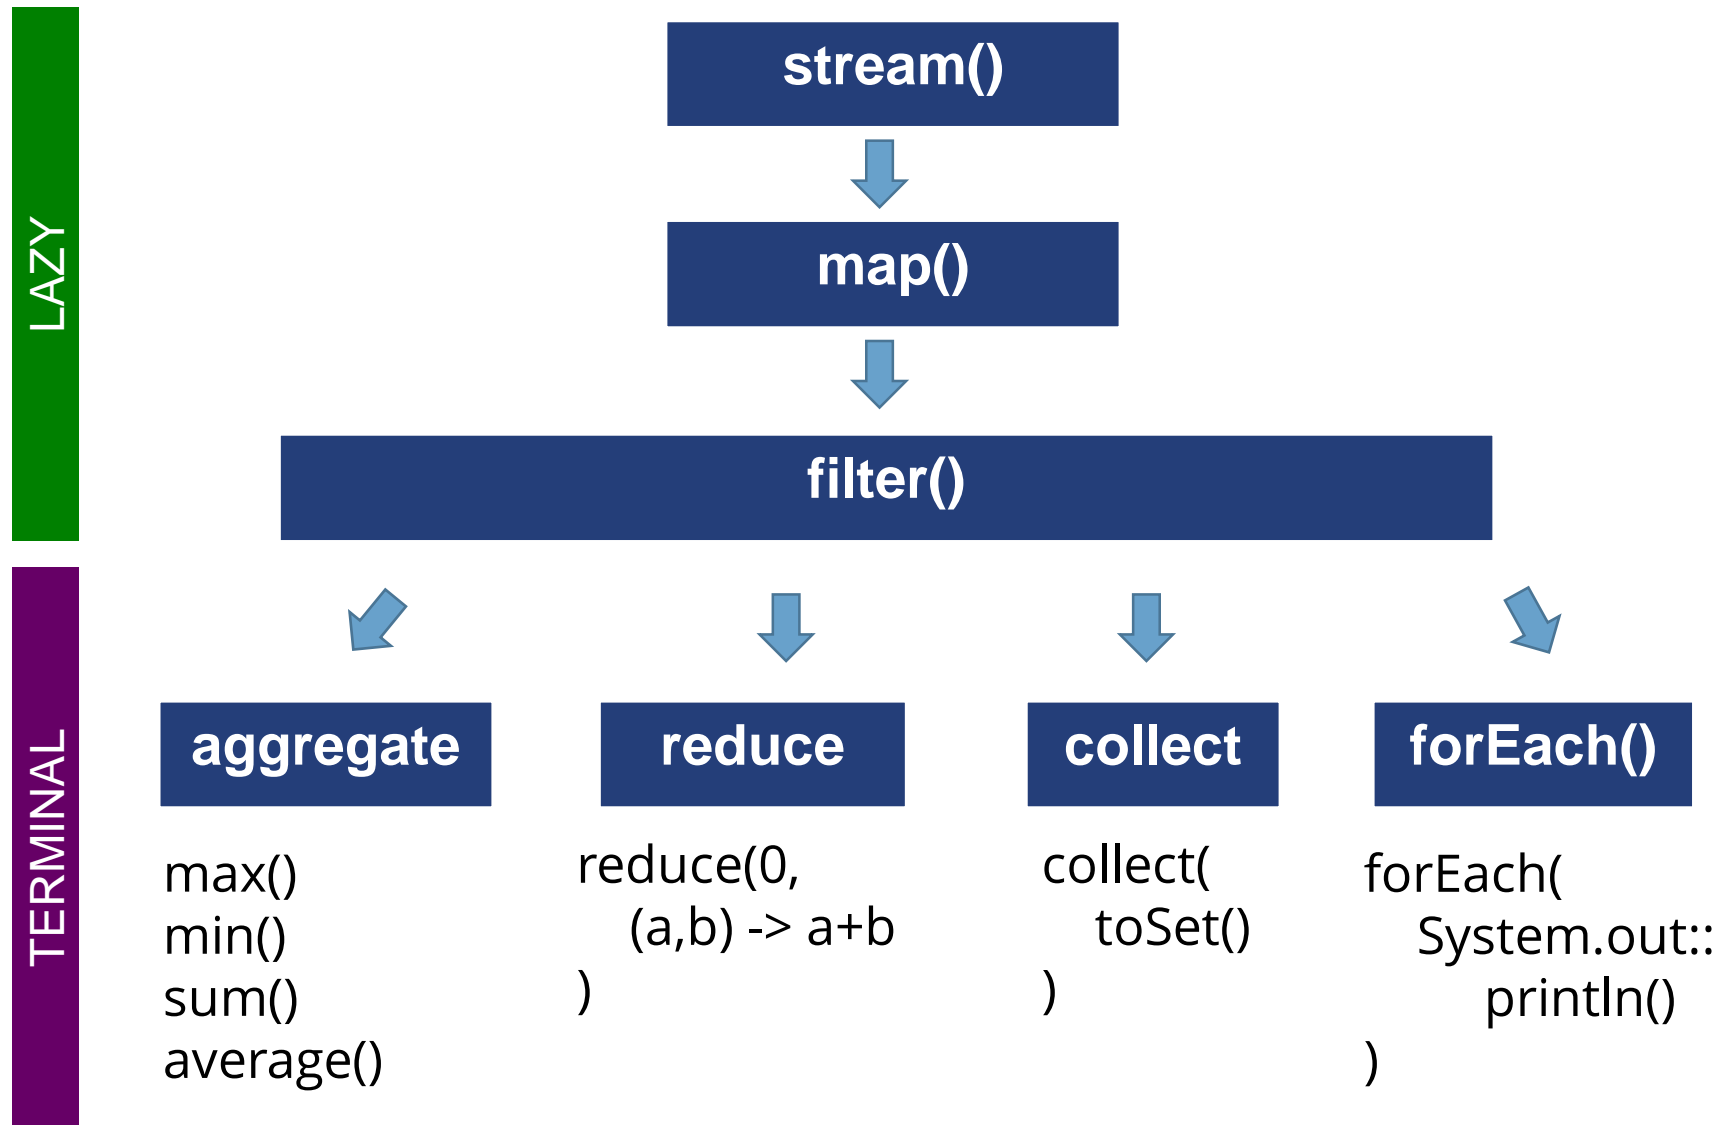 LAZY
stream()
map()
filter()
TERMINAL
aggregate
max()
min()
sum()
average()
reduce
reduce(0,
(a,b) -> a+b
)
collect
collect(
toSet()
)
forEach()
forEach(
System.out::
println()
)